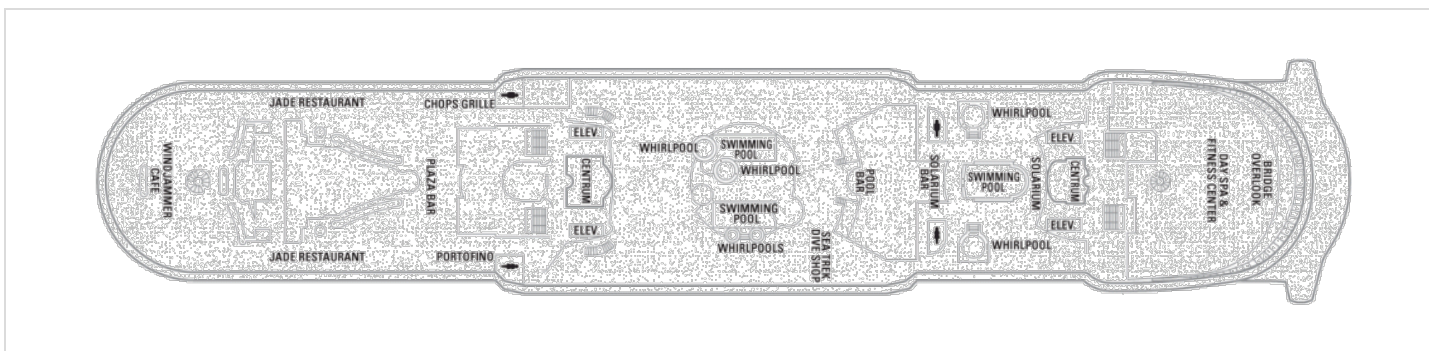 JADE RESTAURANT
CHOPS GRILLE
WINDJAMMER
CAFE
PLAZA BAR
JADE RESTAURANT
PORTOFINO
ELEV.
CENTRUM
ELEV.
WHIRLPOOL
SWIMMING
POOL
WHIRLPOOL
SWIMMING
POOL
WHIRLPOOLS
SEA TREK
DIVE SHOP
POOL
BAR
SOLARIUM
BAR
WHIRLPOOL
SWIMMING
POOL
WHIRLPOOL
SOLARIUM
ELEV.
CENTRUM
ELEV.
DAY SPA &
FITNESS CENTER
BRIDGE
OVERLOOK